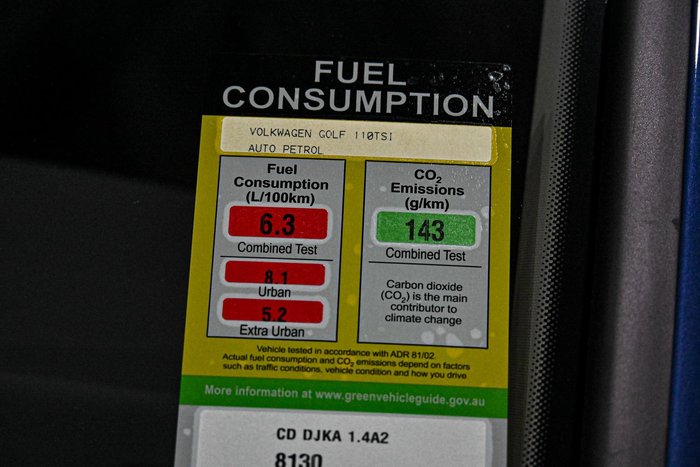 FUEL
CONSUMPTION
VOLKWAGEN GOLF 110TSI
AUTO PETROL
Fuel
Consumption
(L/100km)
6.3
Combined Test
8.1
Urban
5.2
Extra Urban
CO₂
Emissions
(g/km)
143
Combined Test
Carbon dioxide
(CO₂) is the main
contributor to
climate change
Vehicle tested in accordance with ADR 81/02.
Actual fuel consumption and CO₂ emissions depend on factors
such as traffic conditions, vehicle condition and how you drive
More information at www.greenvehicleguide.gov.au
CD DJKA 1.4A2
8130